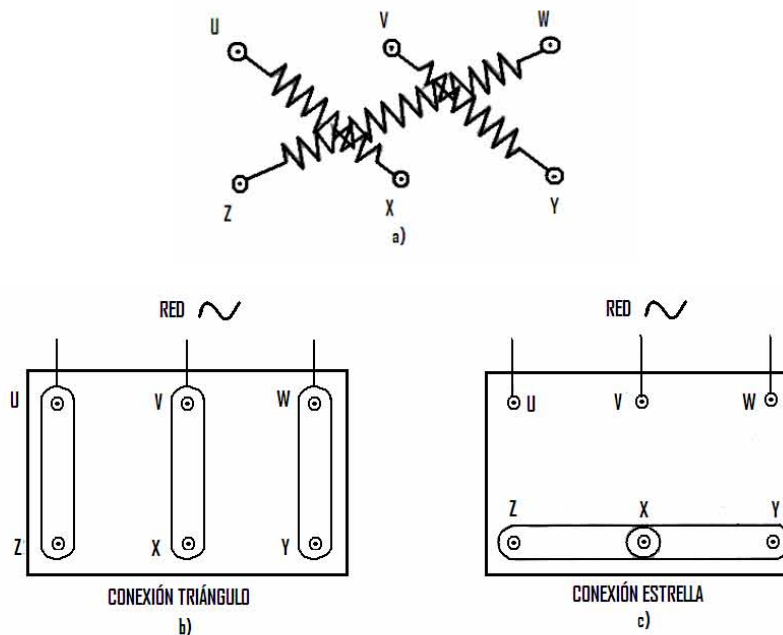 U V W
Z X Y
a)
RED
U V W
Z X Y
CONEXIÓN TRIÁNGULO
b)
RED
U V W
Z X Y
CONEXIÓN ESTRELLA
c)